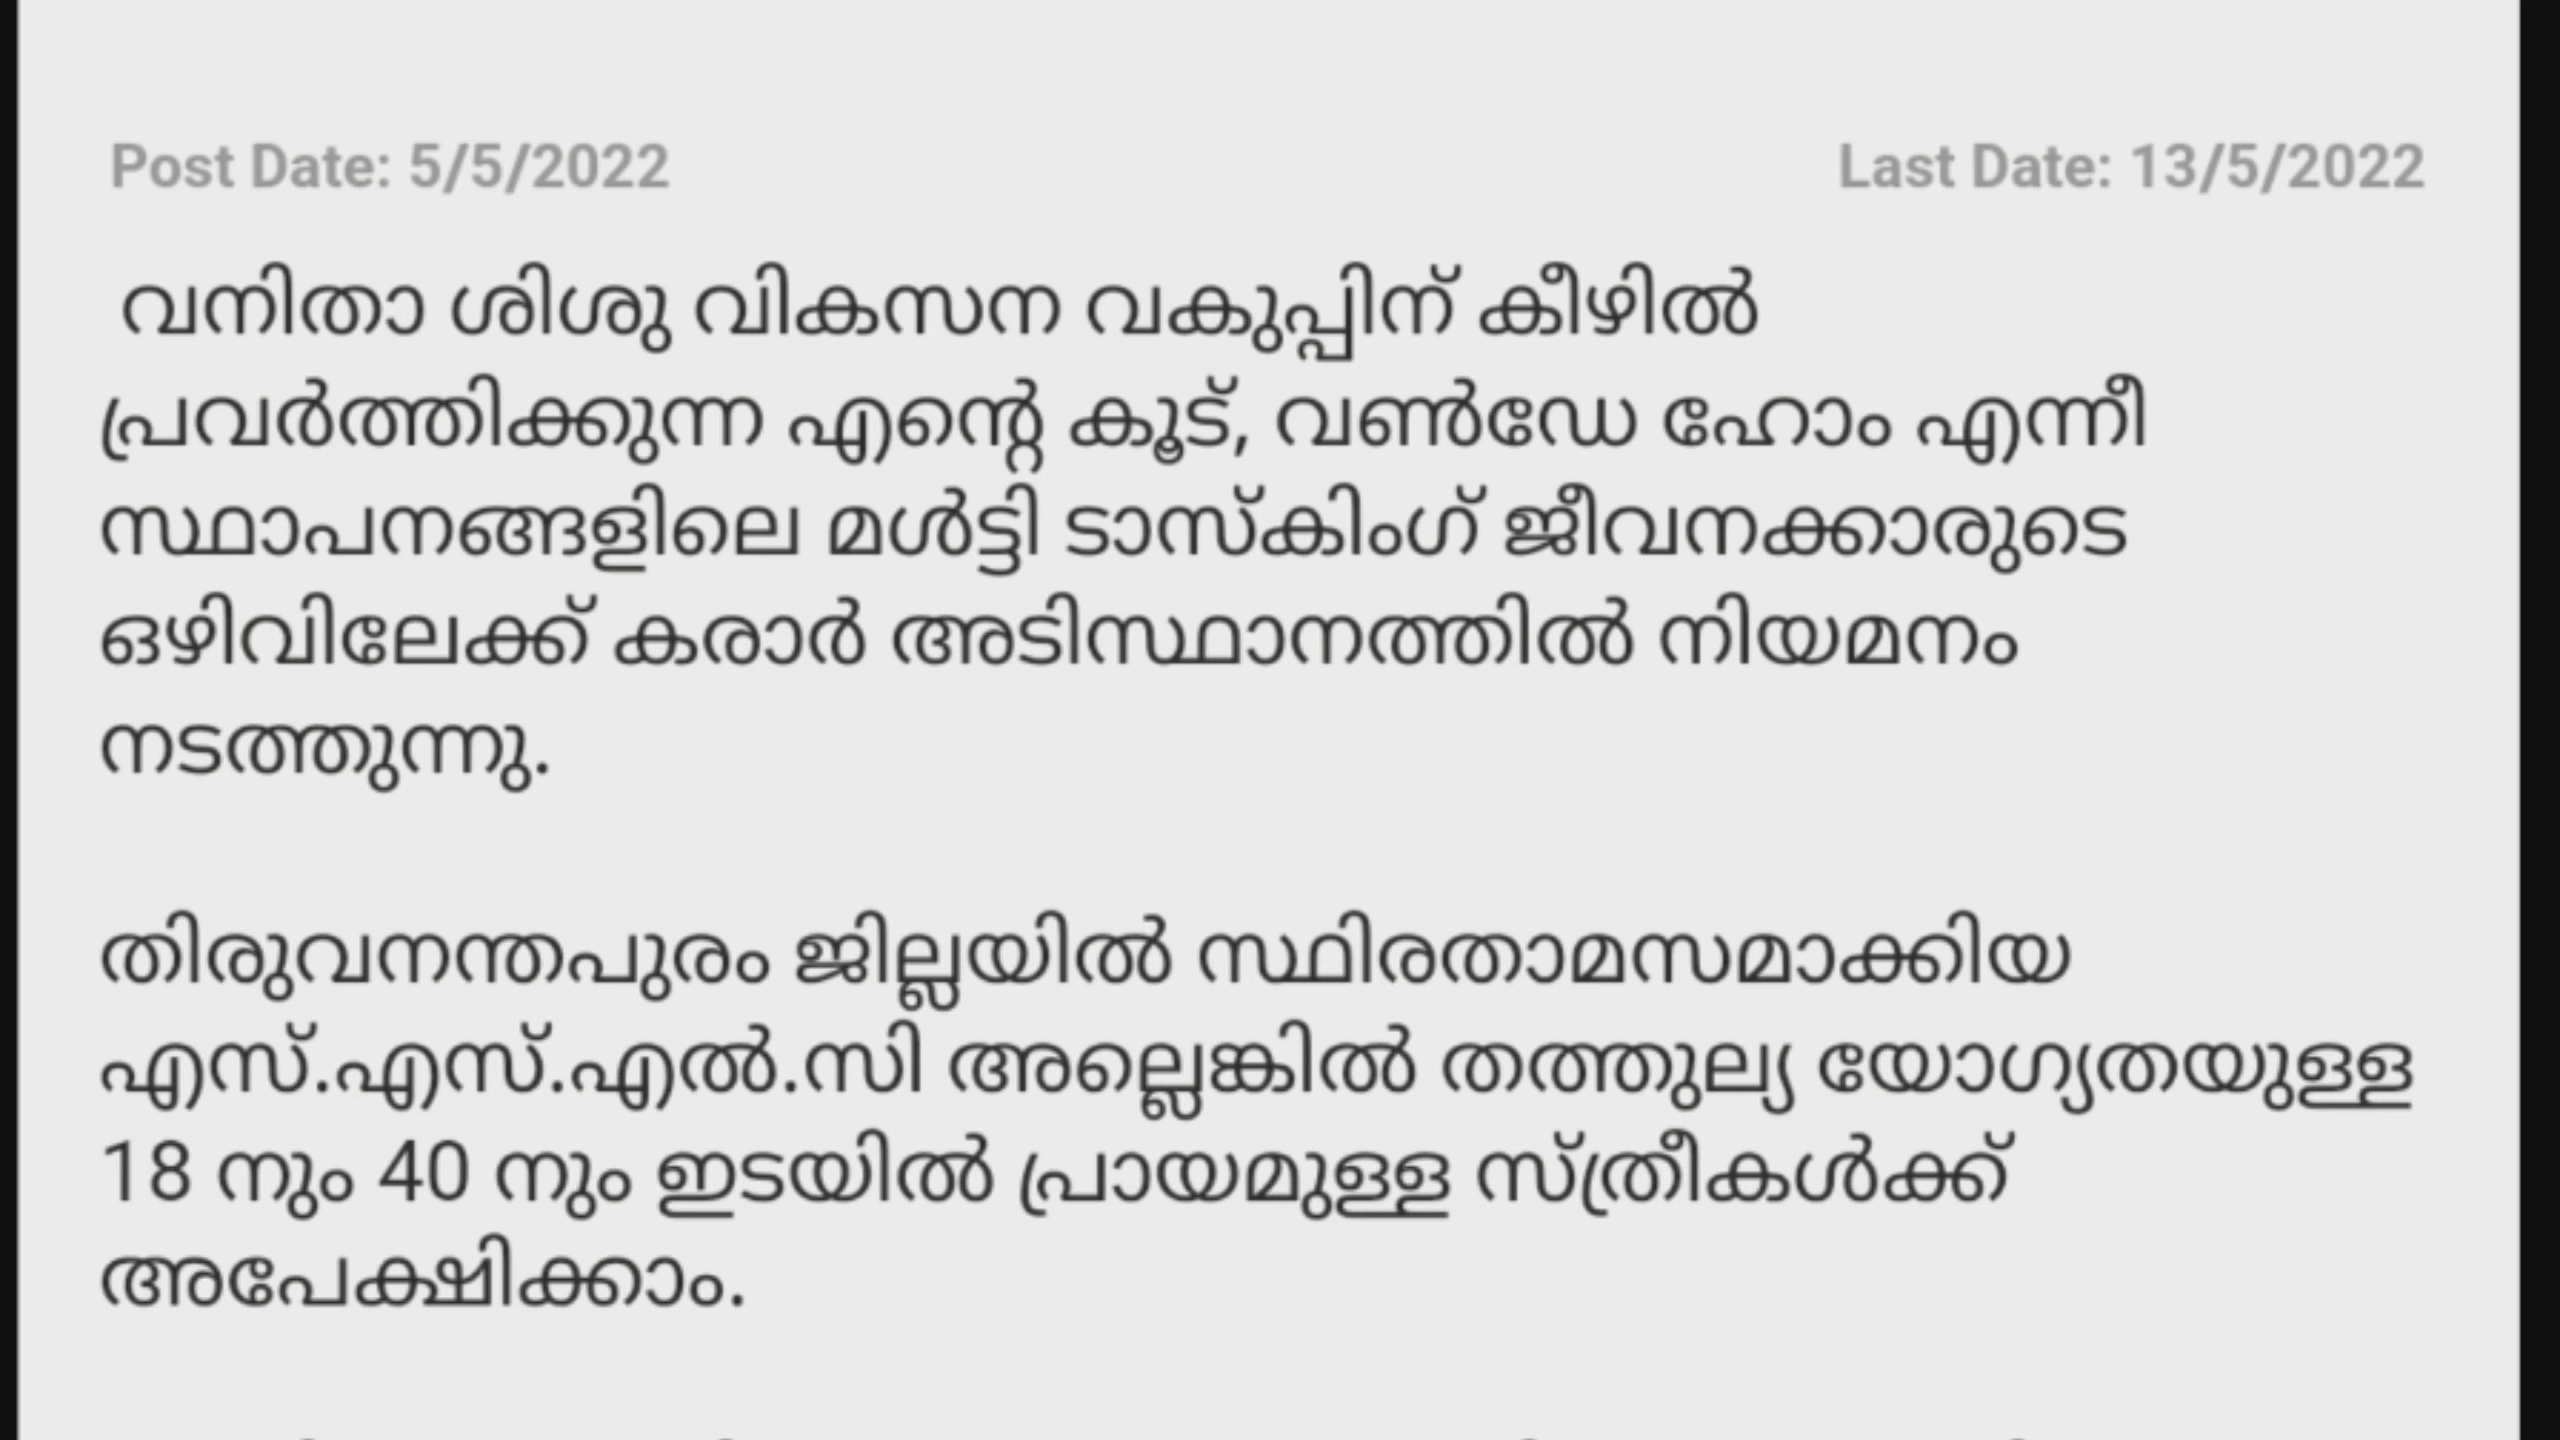 Post Date: 5/5/2022 Last Date: 13/5/2022
വനിതാ ശിശു വികസന വകുപ്പിന് കീഴിൽ
പ്രവർത്തിക്കുന്ന എന്റെ കൂട്, വൺഡേ ഹോം എന്നീ
സ്ഥാപനങ്ങളിലെ മൾട്ടി ടാസ്കിംഗ് ജീവനക്കാരുടെ
ഒഴിവിലേക്ക് കരാർ അടിസ്ഥാനത്തിൽ നിയമനം
നടത്തുന്നു.
തിരുവനന്തപുരം ജില്ലയിൽ സ്ഥിരതാമസമാക്കിയ
എസ്.എസ്.എൽ.സി അല്ലെങ്കിൽ തത്തുല്യ യോഗ്യതയുള്ള
18 നും 40 നും ഇടയിൽ പ്രായമുള്ള സ്ത്രീകൾക്ക്
അപേക്ഷിക്കാം.